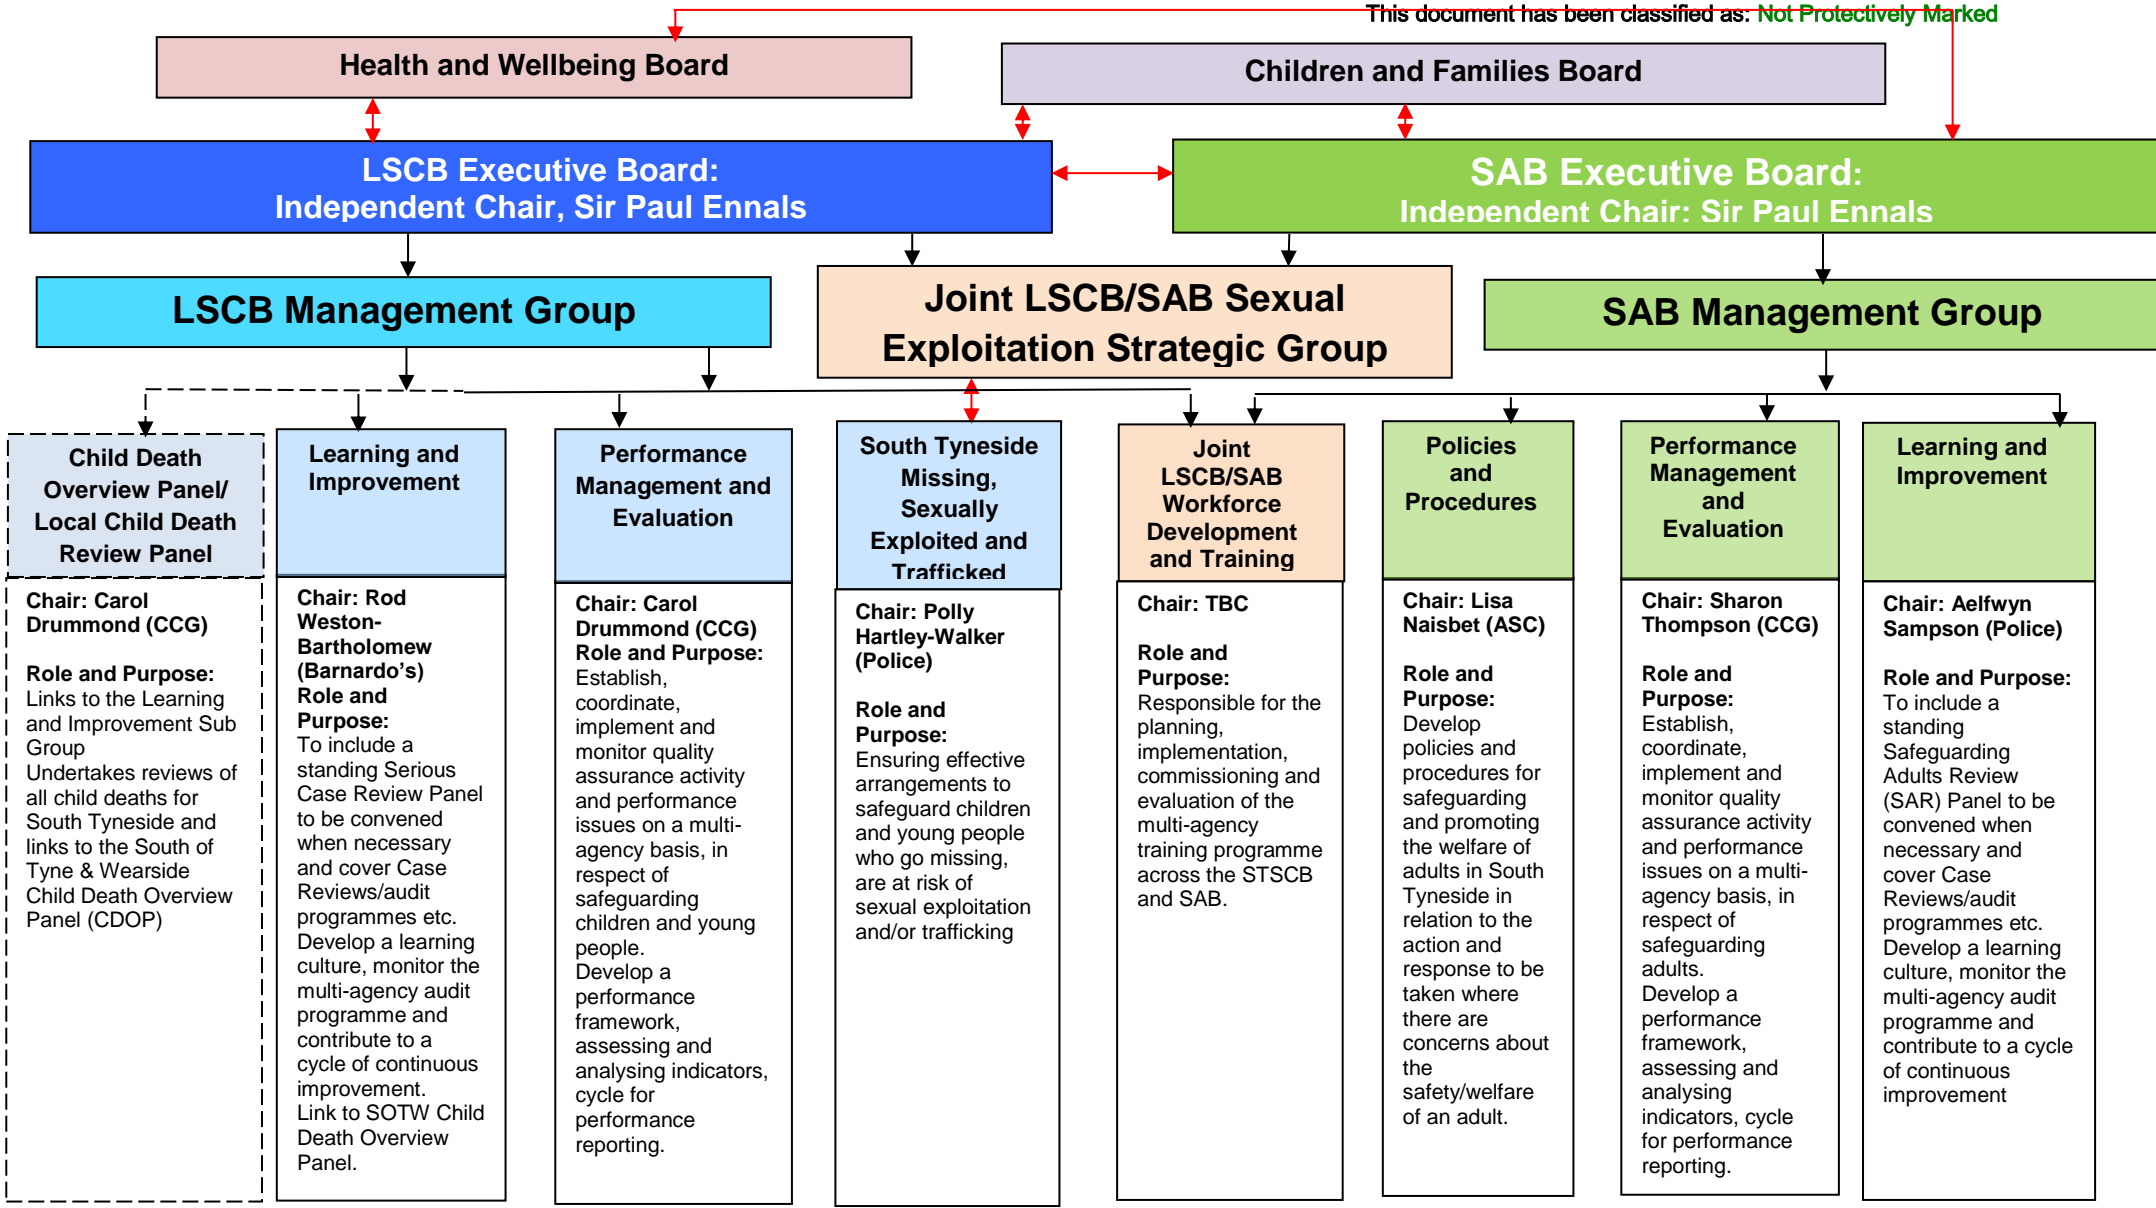 This document has been classified as: Not Protectively Marked
Health and Wellbeing Board
Children and Families Board
LSCB Executive Board:
Independent Chair, Sir Paul Ennals
SAB Executive Board:
Independent Chair: Sir Paul Ennals
LSCB Management Group
Joint LSCB/SAB Sexual
Exploitation Strategic Group
SAB Management Group
Child Death
Overview Panel/
Local Child Death
Review Panel
Chair: Carol
Drummond (CCG)
Role and Purpose:
Links to the Learning
and Improvement Sub
Group
Undertakes reviews of
all child deaths for
South Tyneside and
links to the South of
Tyne & Wearside
Child Death Overview
Panel (CDOP)
Learning and
Improvement
Chair: Rod
Weston-
Bartholomew
(Barnardo’s)
Role and
Purpose:
To include a
standing Serious
Case Review Panel
to be convened
when necessary
and cover Case
Reviews/audit
programmes etc.
Develop a learning
culture, monitor the
multi-agency audit
programme and
contribute to a
cycle of continuous
improvement.
Link to SOTW Child
Death Overview
Panel.
Performance
Management and
Evaluation
Chair: Carol
Drummond (CCG)
Role and Purpose:
Establish,
coordinate,
implement and
monitor quality
assurance activity
and performance
issues on a multi-
agency basis, in
respect of
safeguarding
children and young
people.
Develop a
performance
framework,
assessing and
analysing indicators,
cycle for
performance
reporting.
South Tyneside
Missing,
Sexually
Exploited and
Trafficked
Chair: Polly
Hartley-Walker
(Police)
Role and
Purpose:
Ensuring effective
arrangements to
safeguard children
and young people
who go missing,
are at risk of
sexual exploitation
and/or trafficking
Joint
LSCB/SAB
Workforce
Development
and Training
Chair: TBC
Role and
Purpose:
Responsible for the
planning,
implementation,
commissioning and
evaluation of the
multi-agency
training programme
across the STSCB
and SAB.
Policies
and
Procedures
Chair: Lisa
Naisbet (ASC)
Role and
Purpose:
Develop
policies and
procedures for
safeguarding
and promoting
the welfare of
adults in South
Tyneside in
relation to the
action and
response to be
taken where
there are
concerns about
the
safety/welfare
of an adult.
Performance
Management
and
Evaluation
Chair: Sharon
Thompson (CCG)
Role and
Purpose:
Establish,
coordinate,
implement and
monitor quality
assurance activity
and performance
issues on a multi-
agency basis, in
respect of
safeguarding
adults.
Develop a
performance
framework,
assessing and
analysing
indicators, cycle
for performance
reporting.
Learning and
Improvement
Chair: Aelfwyn
Sampson (Police)
Role and Purpose:
To include a
standing
Safeguarding
Adults Review
(SAR) Panel to be
convened when
necessary and
cover Case
Reviews/audit
programmes etc.
Develop a learning
culture, monitor the
multi-agency audit
programme and
contribute to a cycle
of continuous
improvement